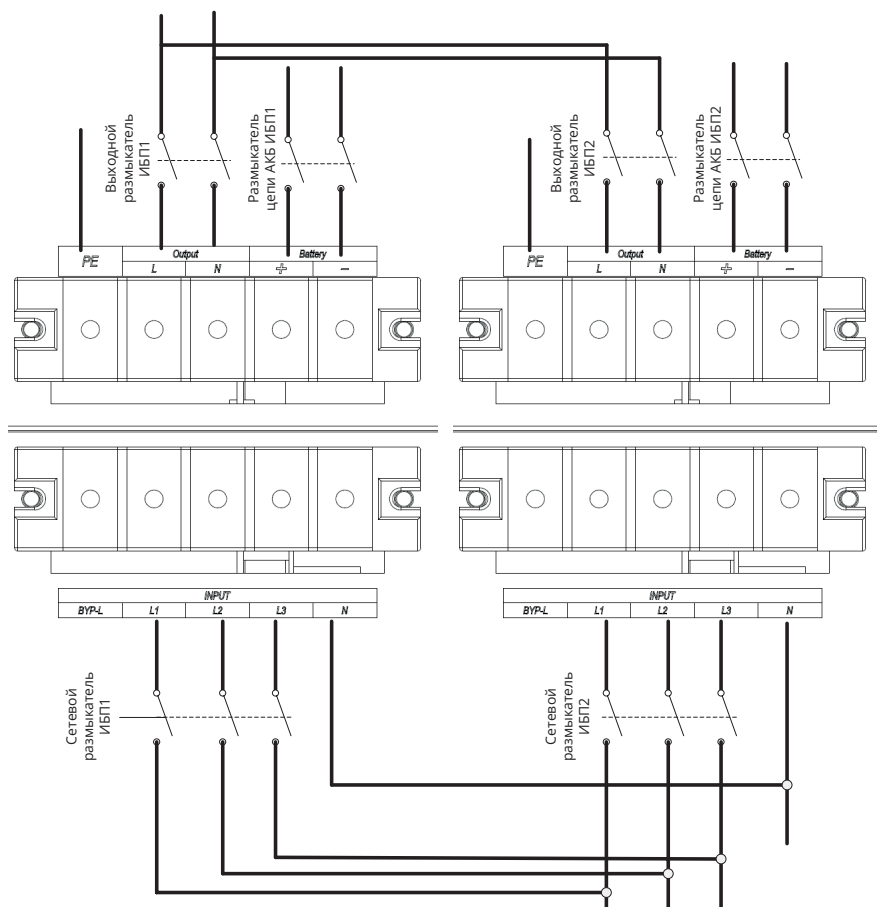 Выходной
размыкатель
ИБП1
Размыкатель
цепи АКБ ИБП1
Выходной
размыкатель
ИБП2
Размыкатель
цепи АКБ ИБП2
PE
Output
Battery
L
N
+
−
PE
Output
Battery
L
N
+
−
INPUT
BYP-L L1 L2 L3 N
INPUT
BYP-L L1 L2 L3 N
Сетевой
размыкатель
ИБП1
Сетевой
размыкатель
ИБП2